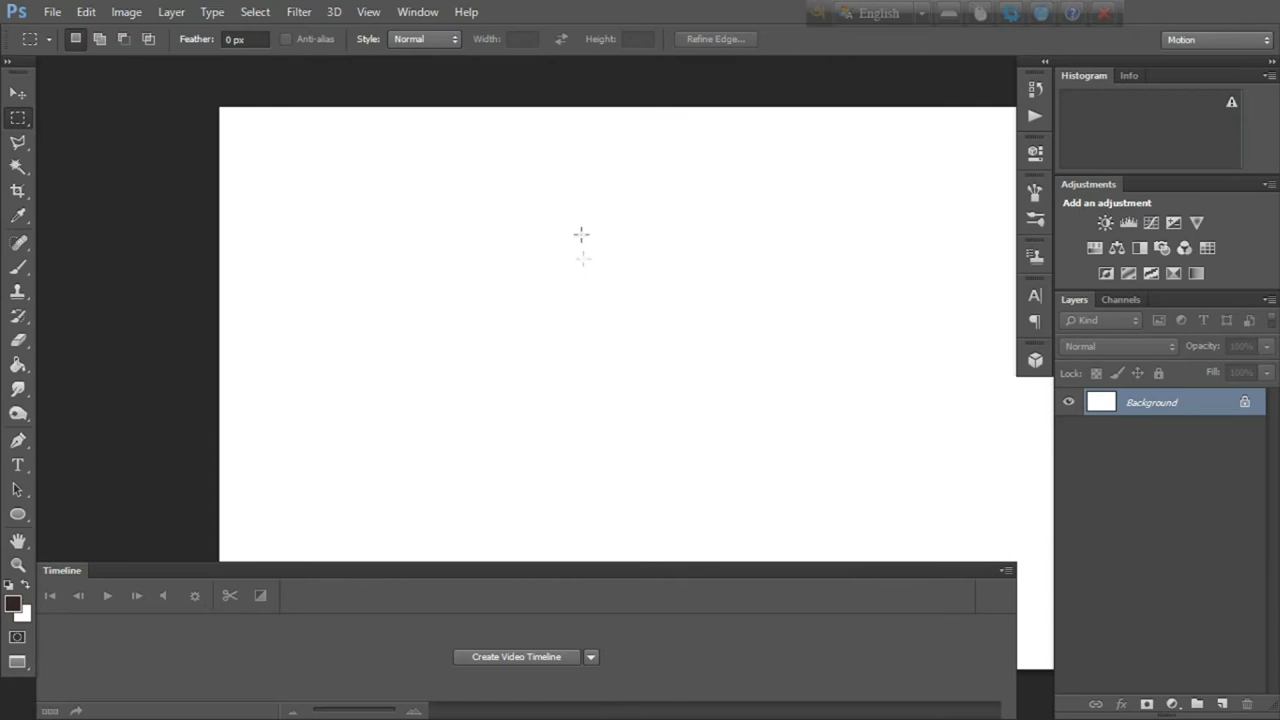 Ps File Edit Image Layer Type Select Filter 3D View Window Help English
Feather: 0 px Anti-alias Style: Normal Width: Height: Refine Edge... Motion
Histogram Info
Adjustments
Add an adjustment
Layers Channels
Kind
Normal Opacity: 100%
Lock: Fill: 100%
Background
Timeline
Create Video Timeline